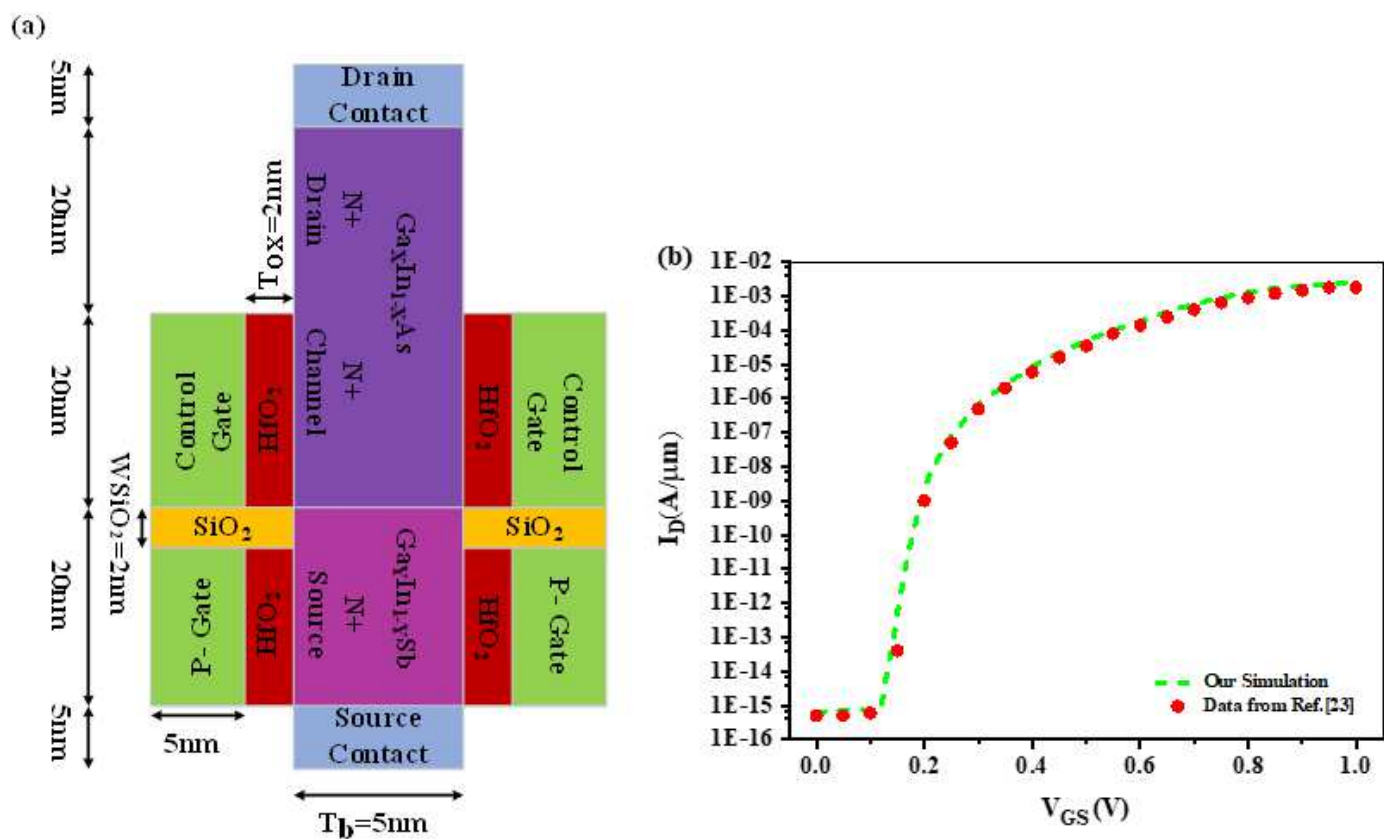 (a)
5nm
20nm
20nm
20nm
5nm
Drain
Contact
Tox=2nm
Drain
N+
GaXIn1-XAs
Channel
N+
Control
Gate
HfO2
HfO2
Control
Gate
WSiO2=2nm
SiO2
SiO2
P- Gate
HfO2
Source
N+
GaYIn1-YSb
HfO2
P- Gate
5nm
Source
Contact
Tb=5nm
(b)
ID(A/μm)
1E-02
1E-03
1E-04
1E-05
1E-06
1E-07
1E-08
1E-09
1E-10
1E-11
1E-12
1E-13
1E-14
1E-15
1E-16
Our Simulation
Data from Ref.[23]
0.0 0.2 0.4 0.6 0.8 1.0
VGS(V)